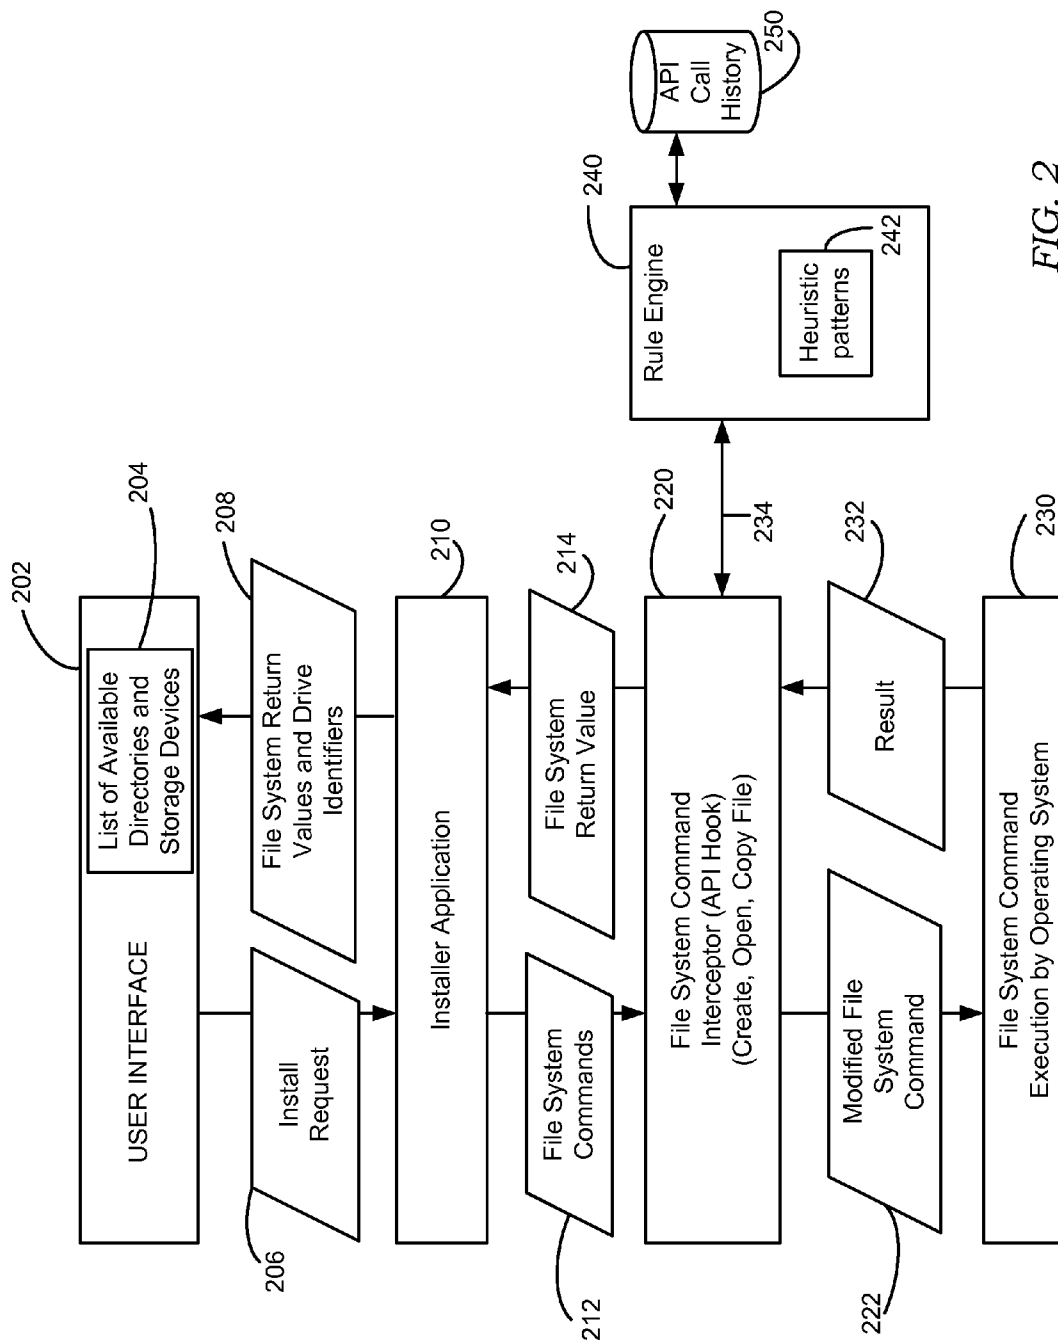 202
204
USER INTERFACE
List of Available
Directories and
Storage Devices
206
Install
Request
208
File System Return
Values and Drive
Identifiers
210
Installer Application
212
File System
Commands
214
File System
Return Value
220
File System Command
Interceptor (API Hook)
(Create, Open, Copy File)
234
240
Rule Engine
242
Heuristic
patterns
250
API
Call
History
222
Modified File
System
Command
232
Result
230
File System Command
Execution by Operating System
FIG. 2